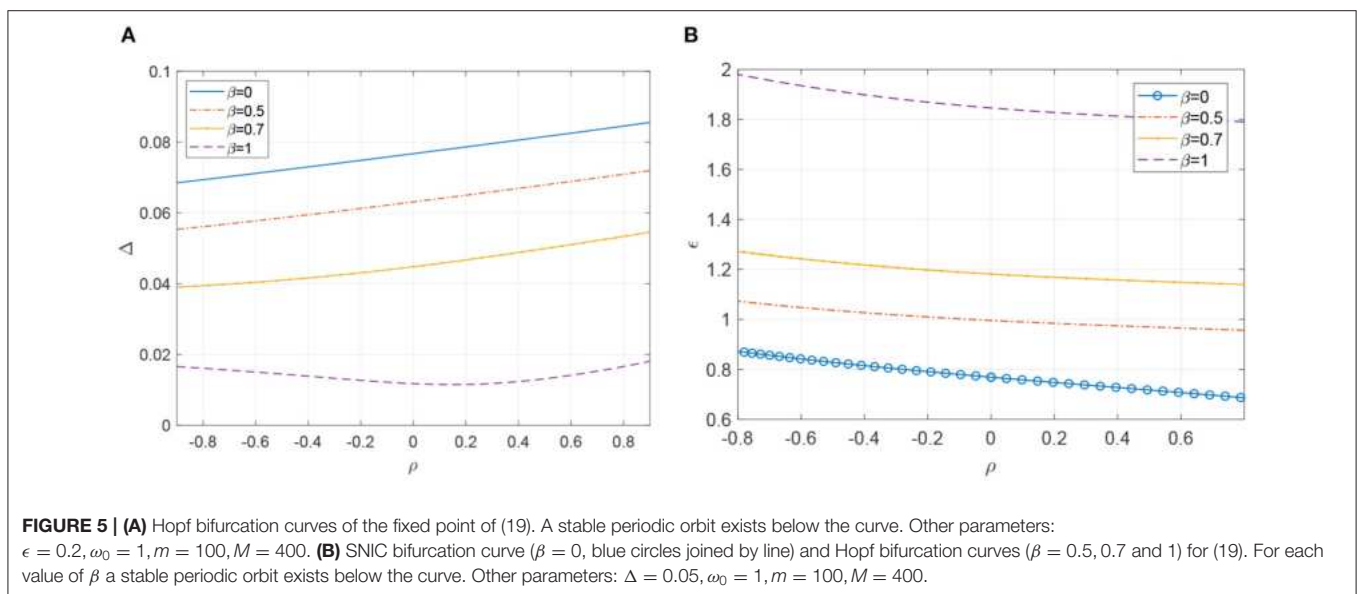 A
0.1
0.08
0.06
0.04
0.02
0
Δ
β=0
β=0.5
β=0.7
β=1
-0.8 -0.6 -0.4 -0.2 0 0.2 0.4 0.6 0.8
ρ
B
2
1.8
1.6
1.4
1.2
1
0.8
0.6
ϵ
β=0
β=0.5
β=0.7
β=1
-0.8 -0.6 -0.4 -0.2 0 0.2 0.4 0.6
ρ
FIGURE 5 | (A) Hopf bifurcation curves of the fixed point of (19). A stable periodic orbit exists below the curve. Other parameters:
ϵ = 0.2, ω₀ = 1, m = 100, M = 400. (B) SNIC bifurcation curve (β = 0, blue circles joined by line) and Hopf bifurcation curves (β = 0.5, 0.7 and 1) for (19). For each
value of β a stable periodic orbit exists below the curve. Other parameters: Δ = 0.05, ω₀ = 1, m = 100, M = 400.